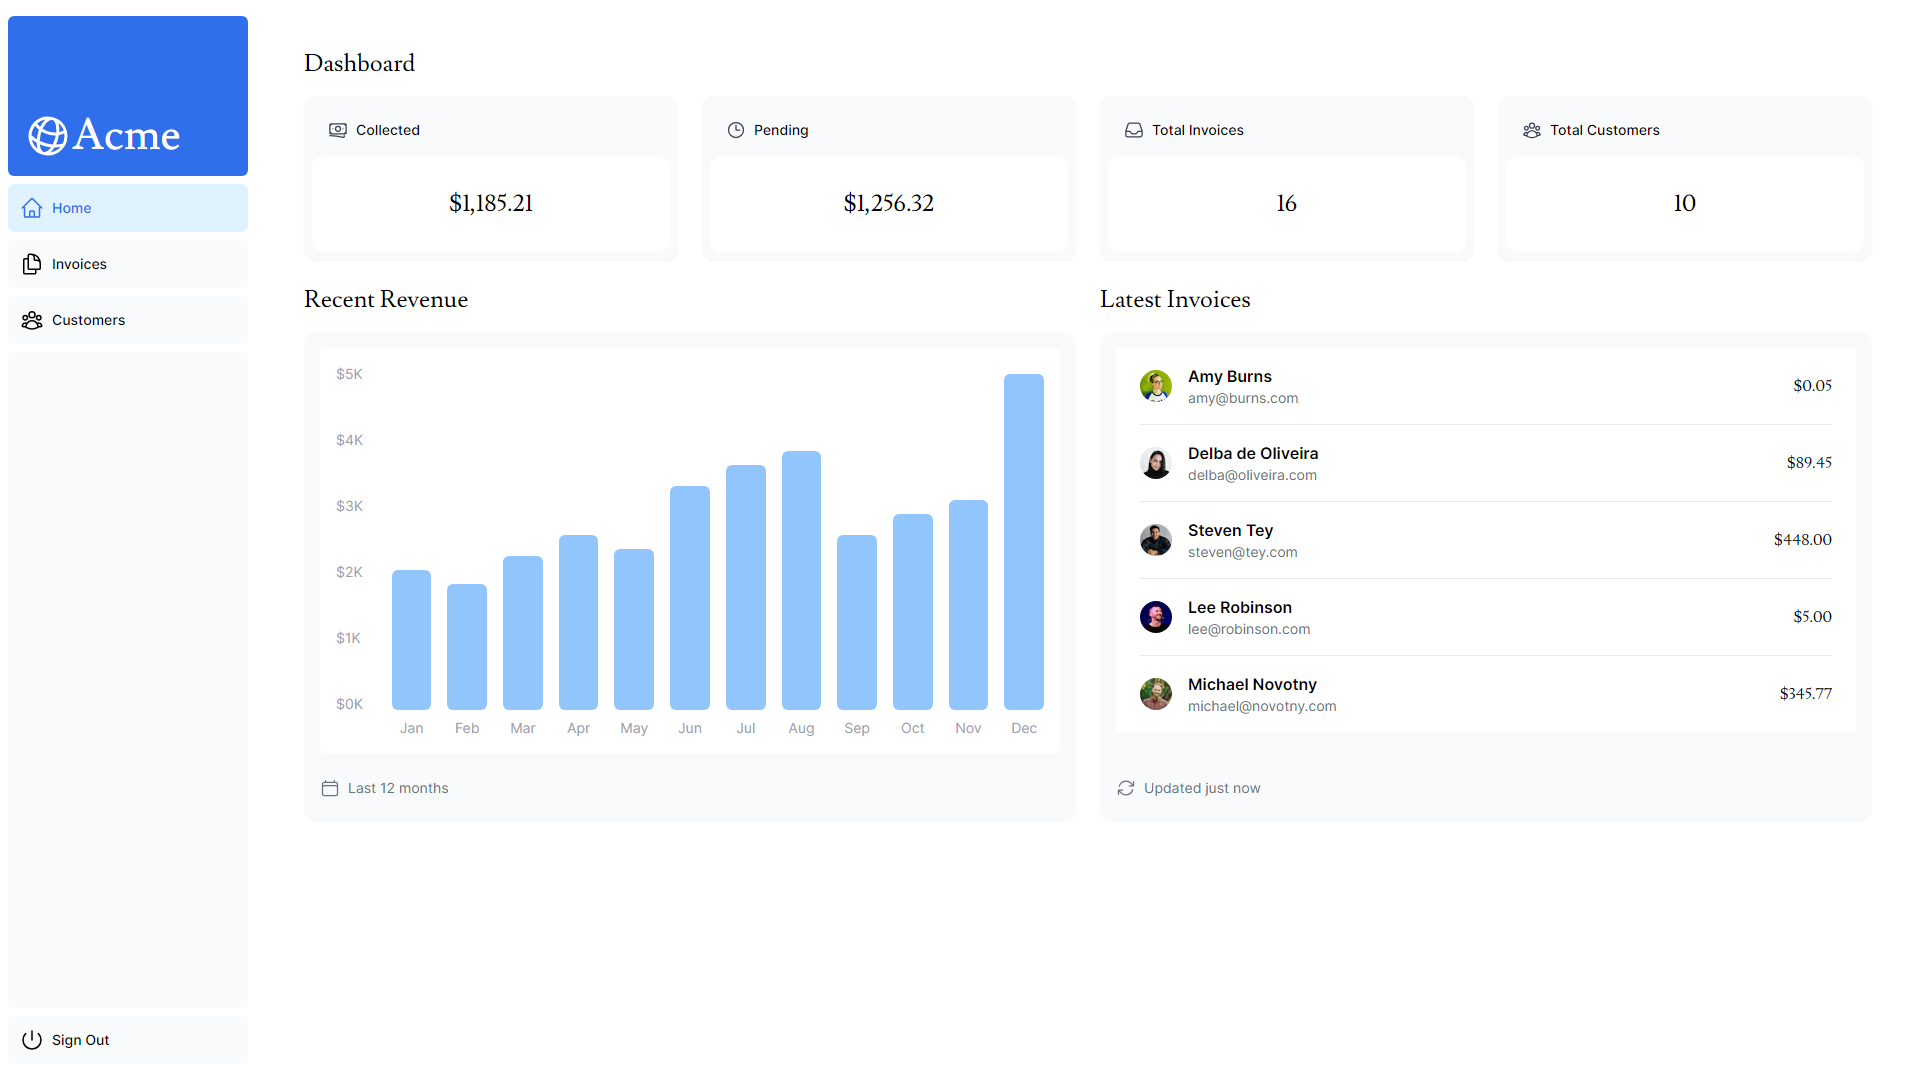 Acme
Home
Invoices
Customers
Sign Out
Dashboard
Collected
$1,185.21
Pending
$1,256.32
Total Invoices
16
Total Customers
10
Recent Revenue
$5K
$4K
$3K
$2K
$1K
$0K
Jan Feb Mar Apr May Jun Jul Aug Sep Oct Nov Dec
Last 12 months
Latest Invoices
Amy Burns
amy@burns.com
$0.05
Delba de Oliveira
delba@oliveira.com
$89.45
Steven Tey
steven@tey.com
$448.00
Lee Robinson
lee@robinson.com
$5.00
Michael Novotny
michael@novotny.com
$345.77
Updated just now